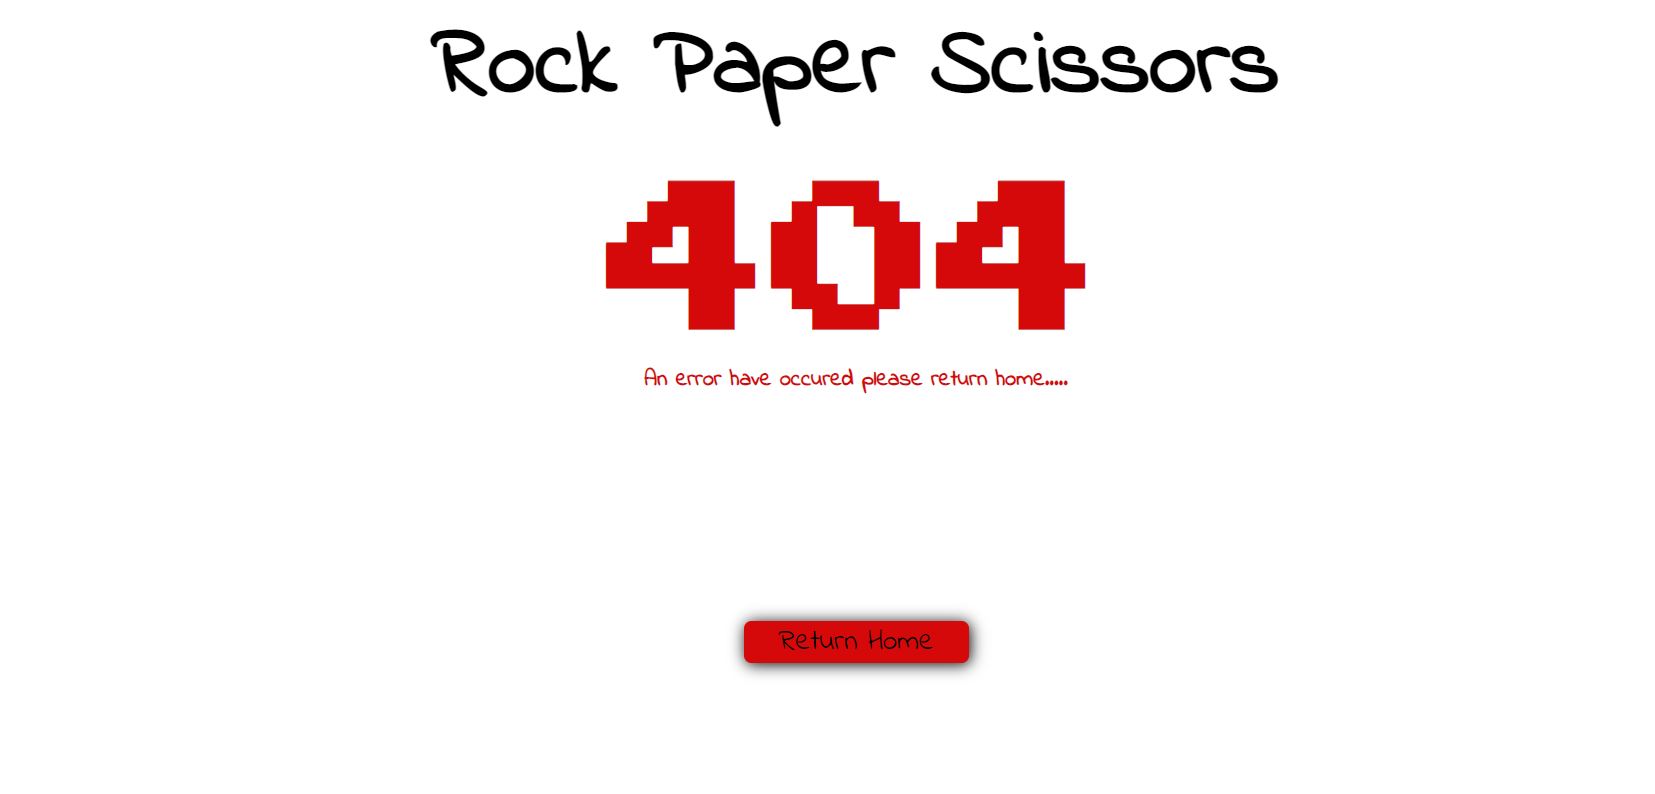 Rock Paper Scissors
404
An error have occured please return home.....
Return Home